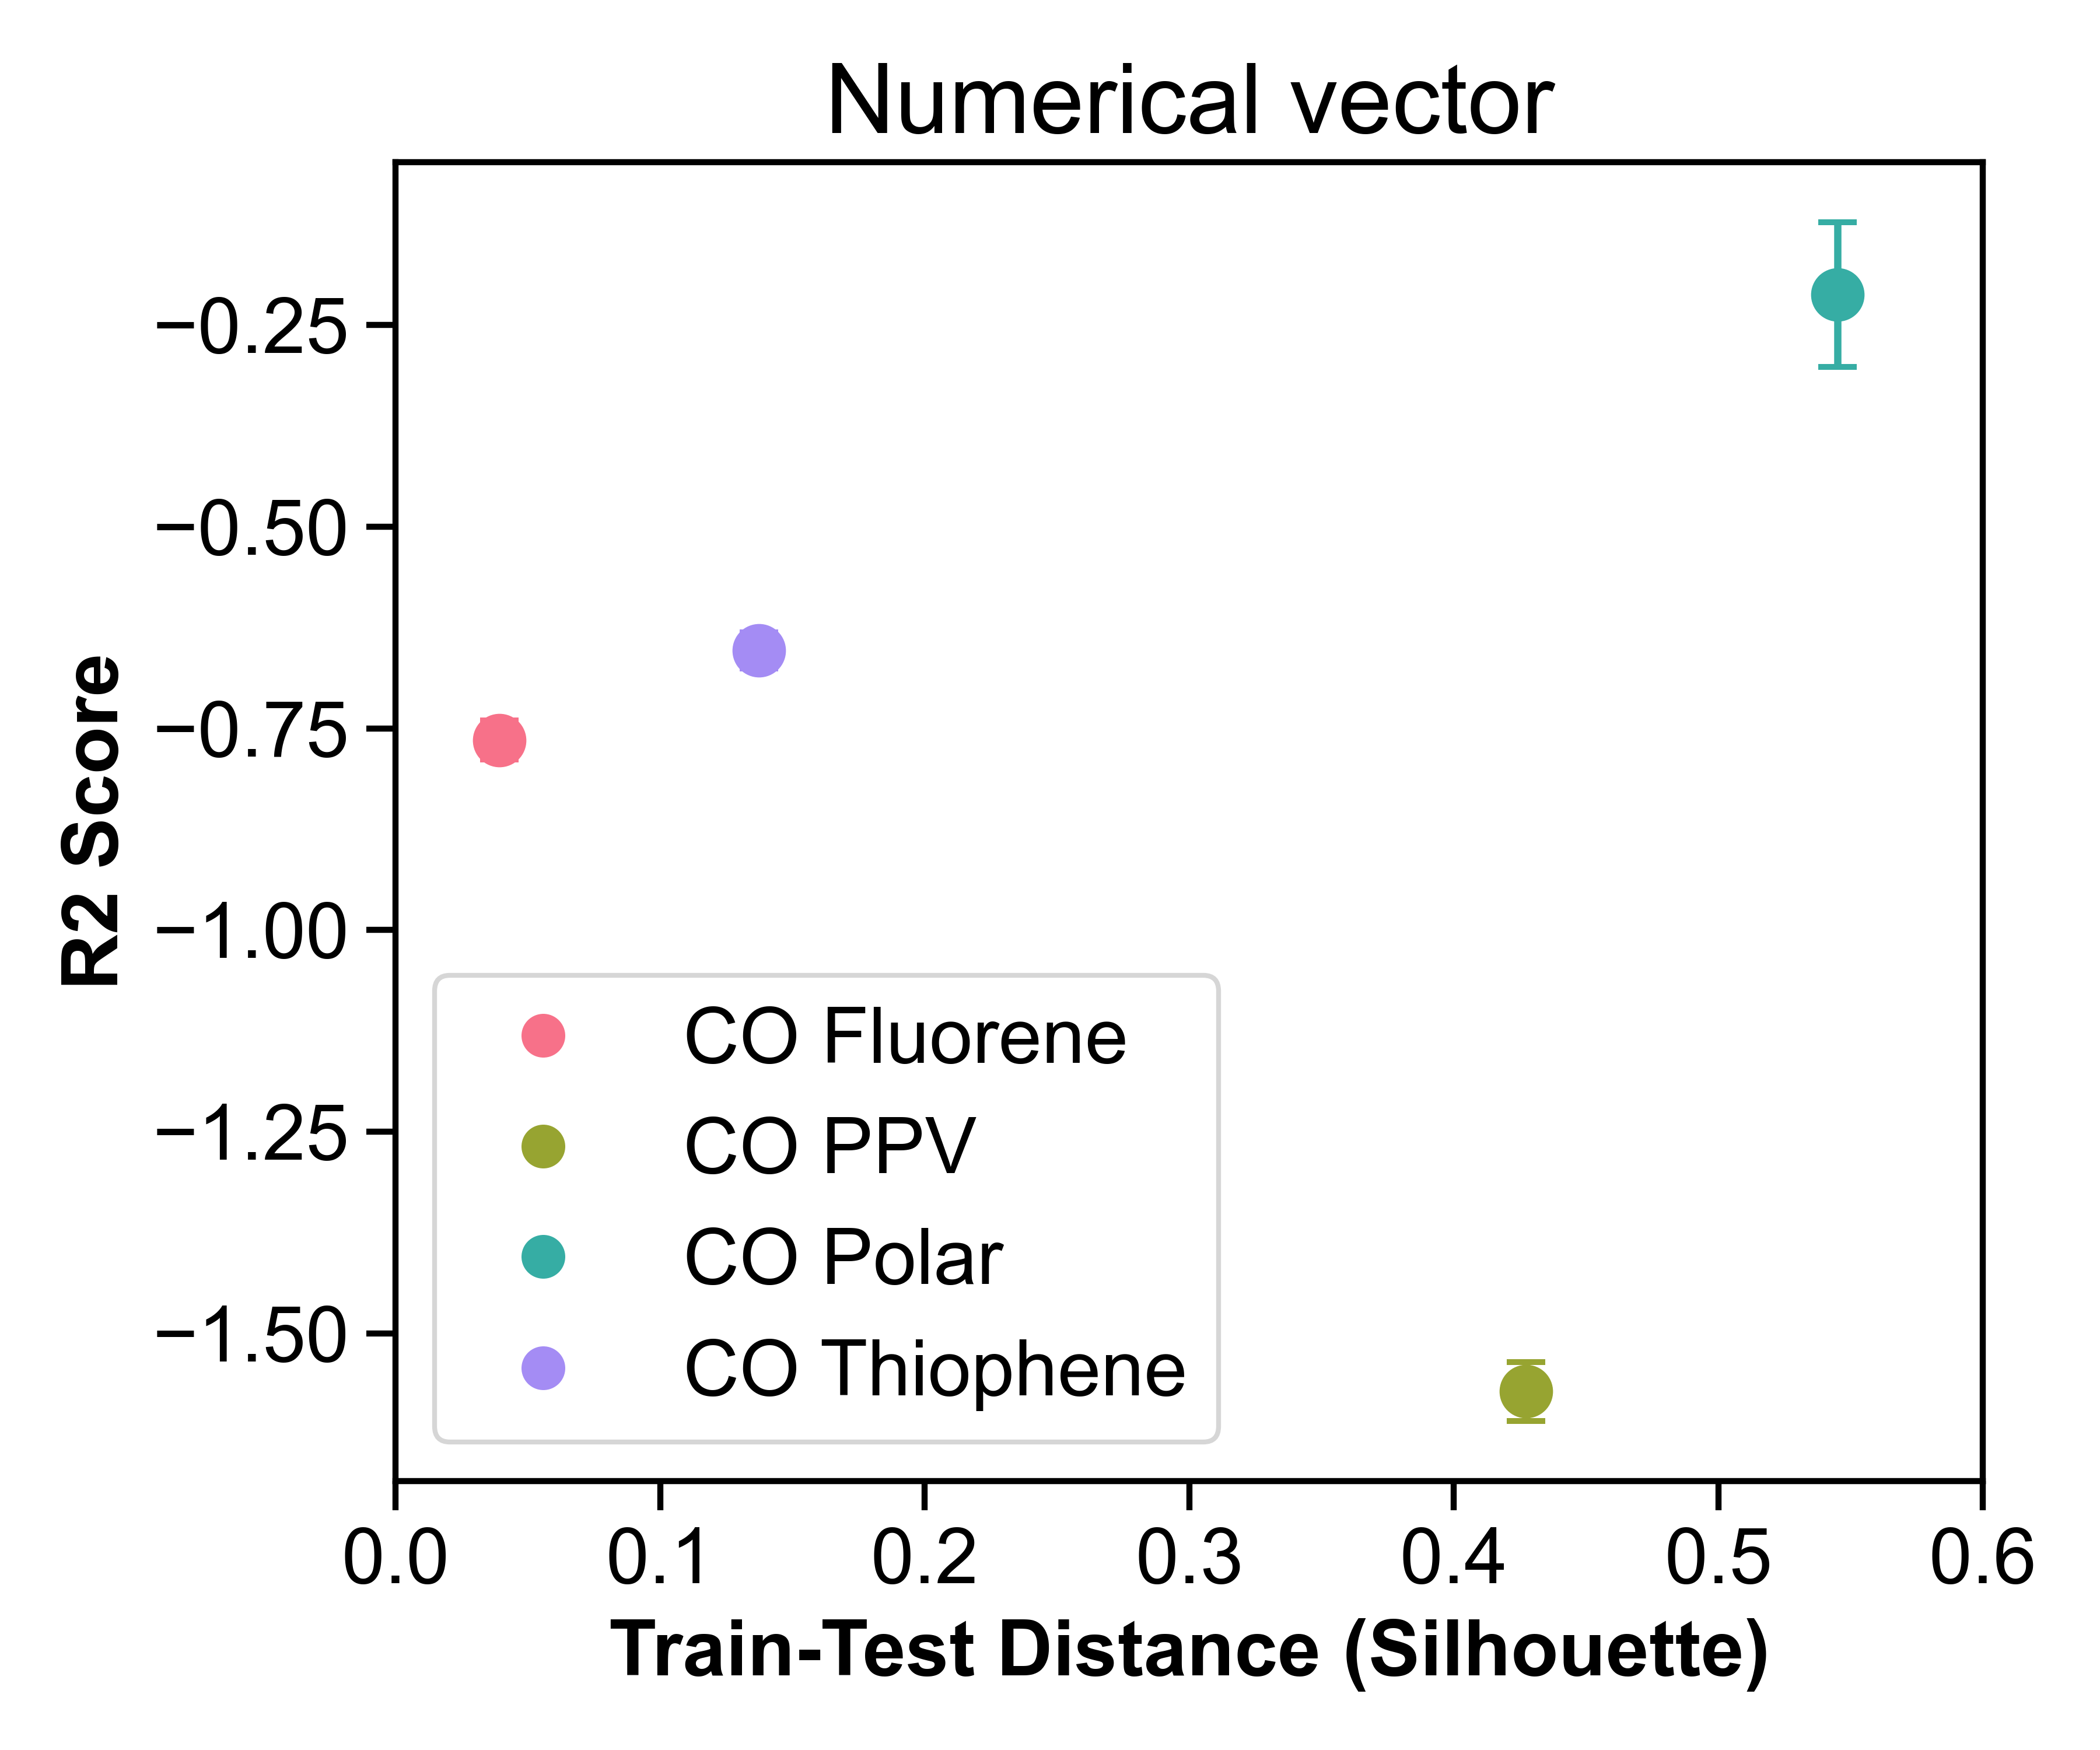 Numerical vector
R2 Score
−0.25
−0.50
−0.75
−1.00
−1.25
−1.50
CO Fluorene
CO PPV
CO Polar
CO Thiophene
0.0 0.1 0.2 0.3 0.4 0.5 0.6
Train-Test Distance (Silhouette)